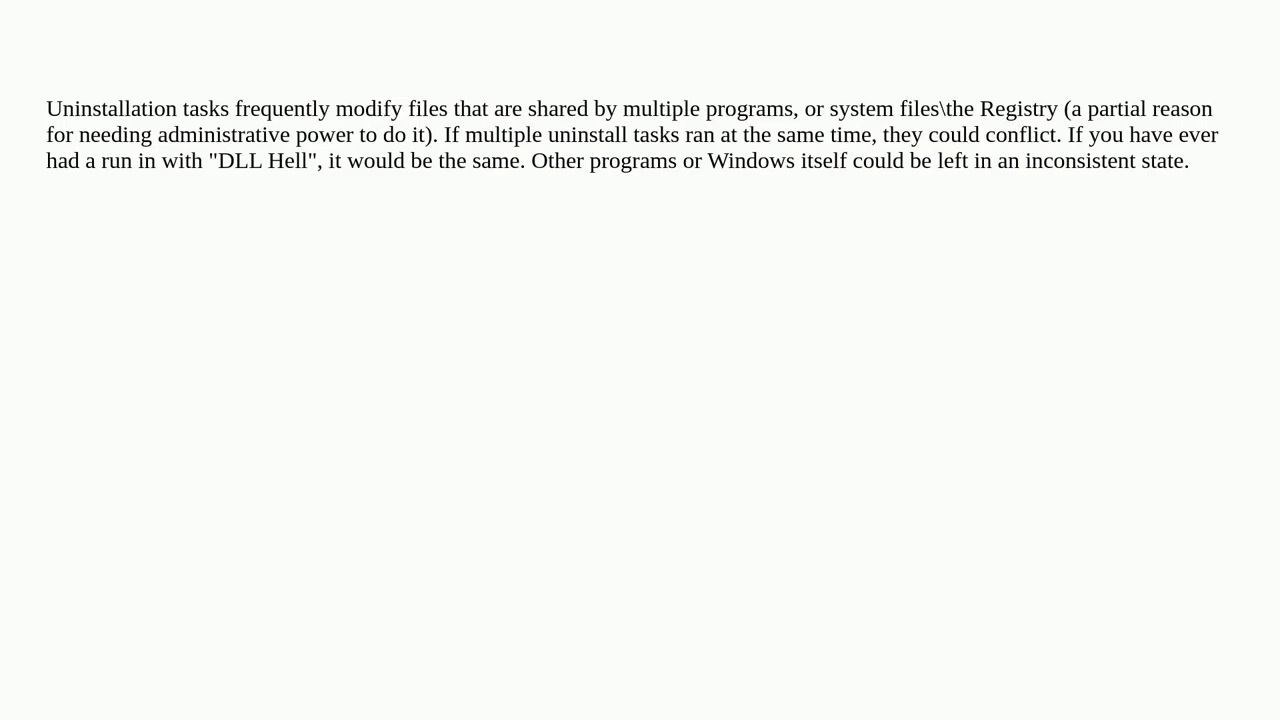 Uninstallation tasks frequently modify files that are shared by multiple programs, or system files\the Registry (a partial reason
for needing administrative power to do it). If multiple uninstall tasks ran at the same time, they could conflict. If you have ever
had a run in with "DLL Hell", it would be the same. Other programs or Windows itself could be left in an inconsistent state.